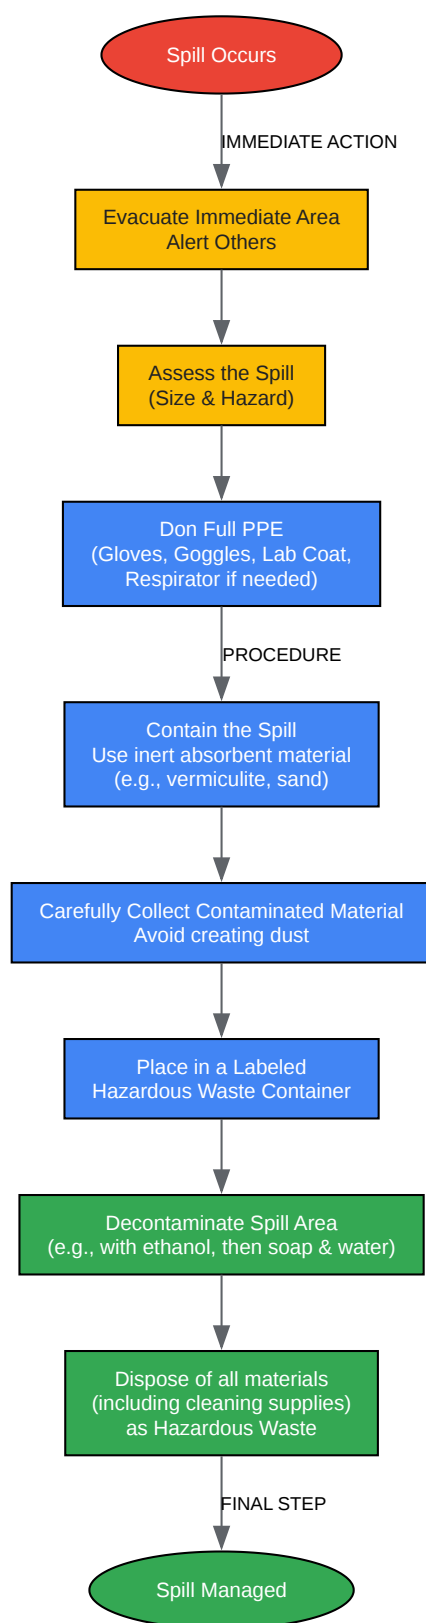 Spill Occurs
IMMEDIATE ACTION
Evacuate Immediate Area
Alert Others
Assess the Spill
(Size & Hazard)
Don Full PPE
(Gloves, Goggles, Lab Coat,
Respirator if needed)
PROCEDURE
Contain the Spill
Use inert absorbent material
(e.g., vermiculite, sand)
Carefully Collect Contaminated Material
Avoid creating dust
Place in a Labeled
Hazardous Waste Container
Decontaminate Spill Area
(e.g., with ethanol, then soap & water)
Dispose of all materials
(including cleaning supplies)
as Hazardous Waste
FINAL STEP
Spill Managed